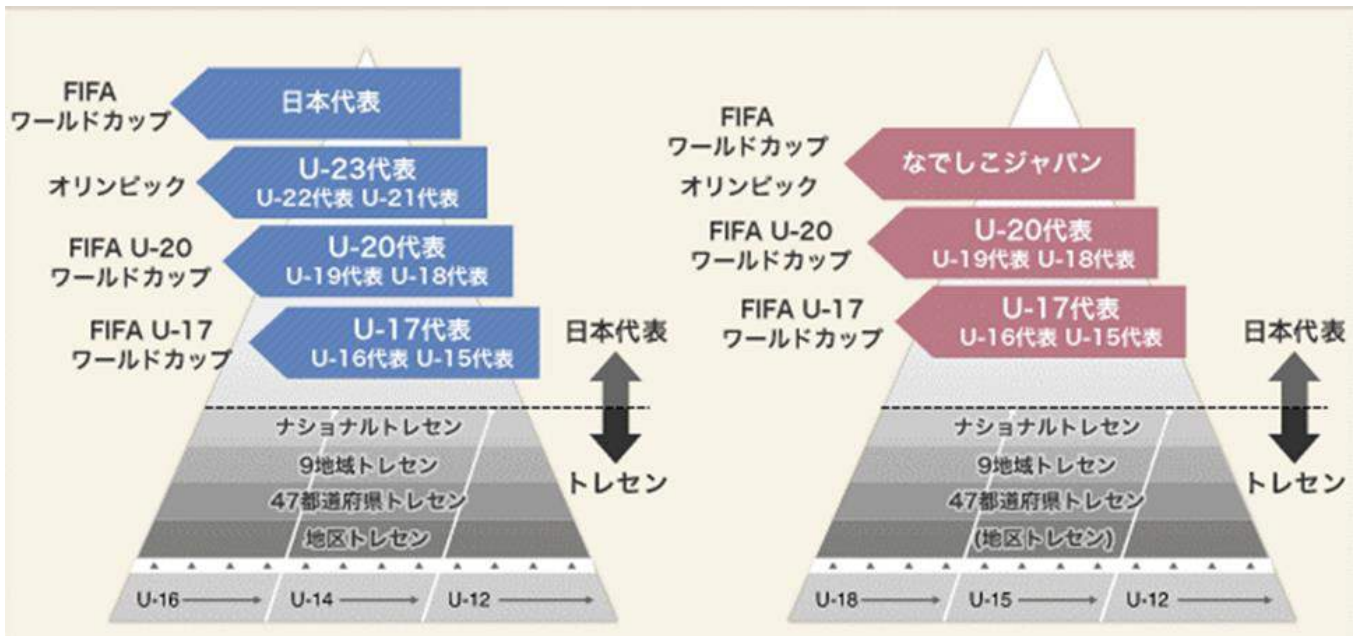 FIFA
ワールドカップ
日本代表
オリンピック
U-23代表
U-22代表 U-21代表
FIFA U-20
ワールドカップ
U-20代表
U-19代表 U-18代表
FIFA U-17
ワールドカップ
U-17代表
U-16代表 U-15代表
日本代表
トレセン
ナショナルトレセン
9地域トレセン
47都道府県トレセン
地区トレセン
U-16
U-14
U-12
FIFA
ワールドカップ
オリンピック
なでしこジャパン
FIFA U-20
ワールドカップ
U-20代表
U-19代表 U-18代表
FIFA U-17
ワールドカップ
U-17代表
U-16代表 U-15代表
日本代表
トレセン
ナショナルトレセン
9地域トレセン
47都道府県トレセン
(地区トレセン)
U-18
U-15
U-12